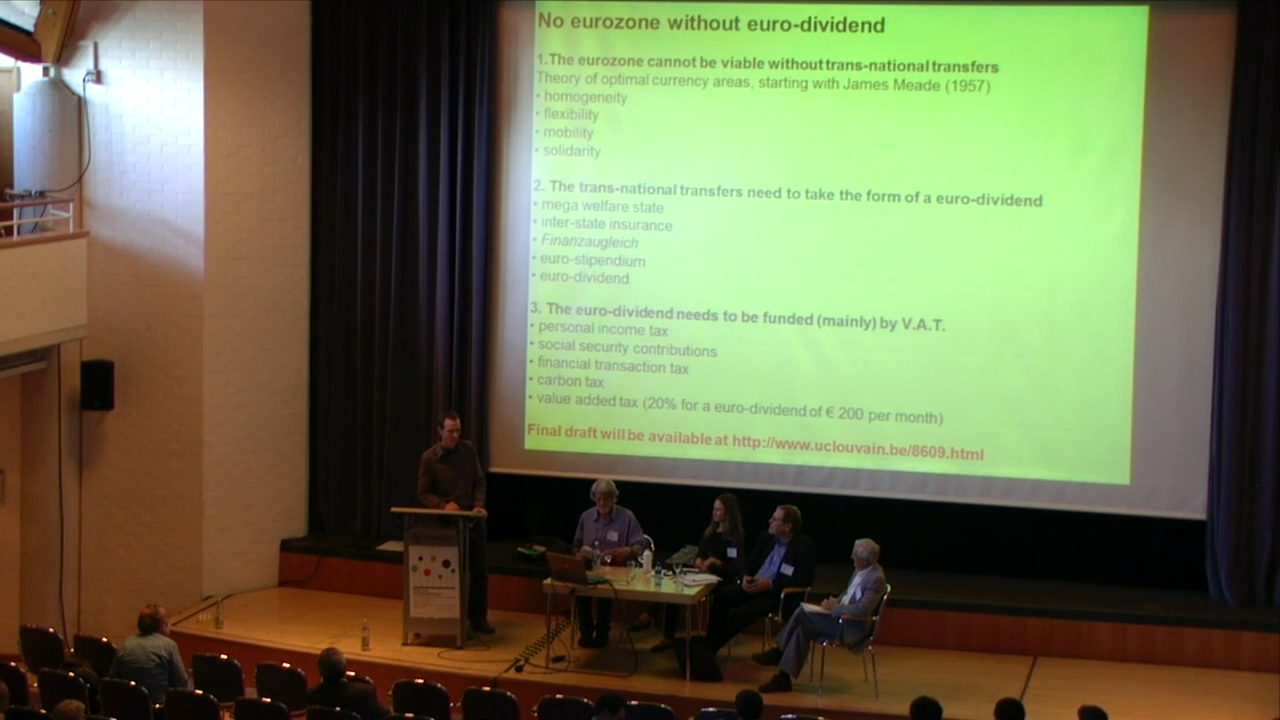 No eurozone without euro-dividend
1.The eurozone cannot be viable without trans-national transfers
Theory of optimal currency areas, starting with James Meade (1957)
• homogeneity
• flexibility
• mobility
• solidarity
2. The trans-national transfers need to take the form of a euro-dividend
• mega welfare state
• inter-state insurance
• Finanzaugleich
• euro-stipendium
• euro-dividend
3. The euro-dividend needs to be funded (mainly) by V.A.T.
• personal income tax
• social security contributions
• financial transaction tax
• carbon tax
• value added tax (20% for a euro-dividend of € 200 per month)
Final draft will be available at http://www.uclouvain.be/8609.html